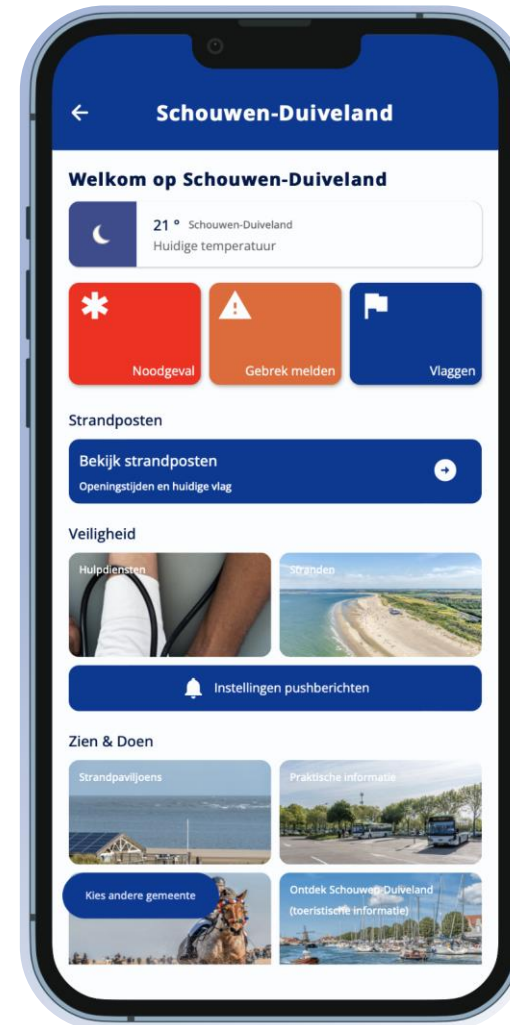 Schouwen-Duiveland
Welkom op Schouwen-Duiveland
21 ° Schouwen-Duiveland
Huidige temperatuur
Noodgeval
Gebrek melden
Vlaggen
Strandposten
Bekijk strandposten
Openingstijden en huidige vlag
Veiligheid
Hulpdiensten
Stranden
Instellingen pushberichten
Zien & Doen
Strandpaviljoens
Praktische informatie
Kies andere gemeente
Ontdek Schouwen-Duiveland
(toeristische informatie)